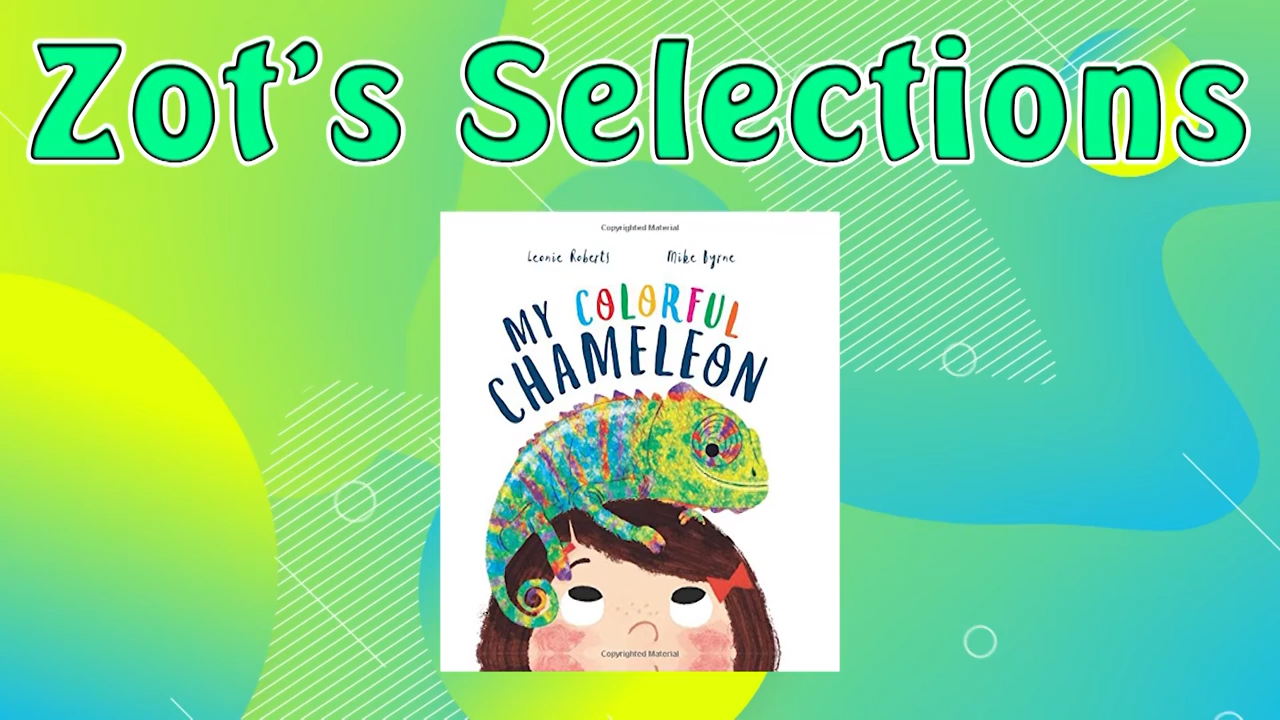 Zot's Selections
Copyrighted Material
Leonie Roberts Mike Byrne
MY COLORFUL
CHAMELEON
Copyrighted Material